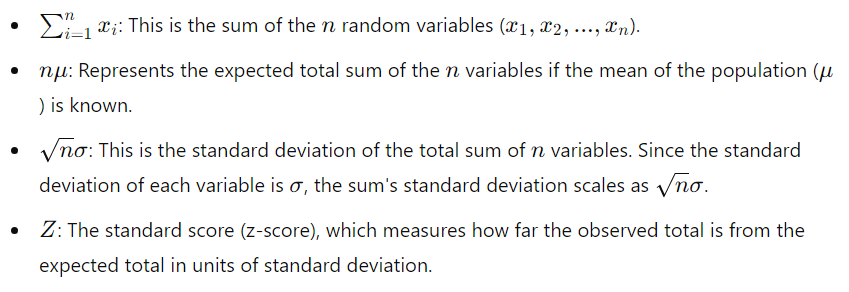 • $\sum_{i=1}^{n} x_i$: This is the sum of the $n$ random variables ($x_1, x_2, ..., x_n$).
• $n\mu$: Represents the expected total sum of the $n$ variables if the mean of the population ($\mu$
) is known.
• $\sqrt{n}\sigma$: This is the standard deviation of the total sum of $n$ variables. Since the standard
deviation of each variable is $\sigma$, the sum's standard deviation scales as $\sqrt{n}\sigma$.
• $Z$: The standard score (z-score), which measures how far the observed total is from the
expected total in units of standard deviation.